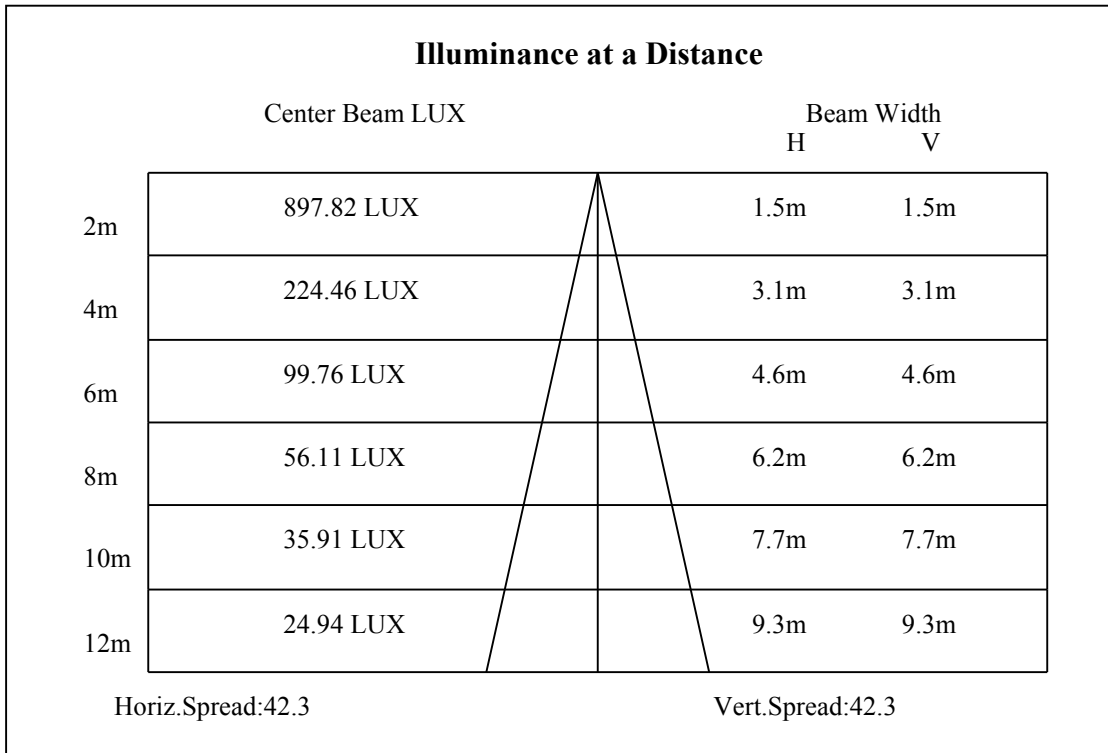 Illuminance at a Distance
Center Beam LUX Beam Width
H V
2m 897.82 LUX 1.5m 1.5m
4m 224.46 LUX 3.1m 3.1m
6m 99.76 LUX 4.6m 4.6m
8m 56.11 LUX 6.2m 6.2m
10m 35.91 LUX 7.7m 7.7m
12m 24.94 LUX 9.3m 9.3m
Horiz.Spread:42.3 Vert.Spread:42.3